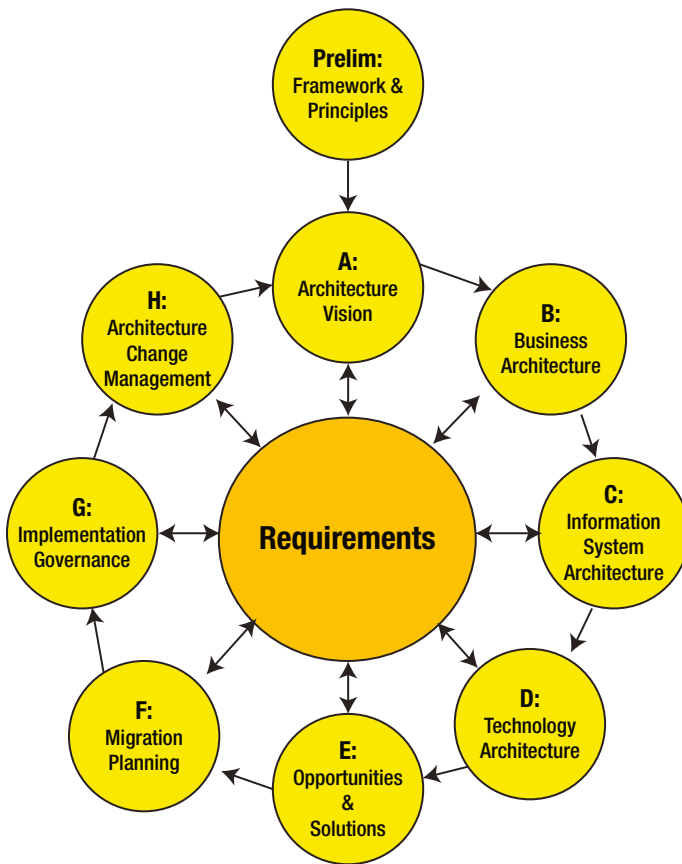 Prelim:
Framework &
Principles
A:
Architecture
Vision
B:
Business
Architecture
C:
Information
System
Architecture
D:
Technology
Architecture
E:
Opportunities
&
Solutions
F:
Migration
Planning
G:
Implementation
Governance
H:
Architecture
Change
Management
Requirements